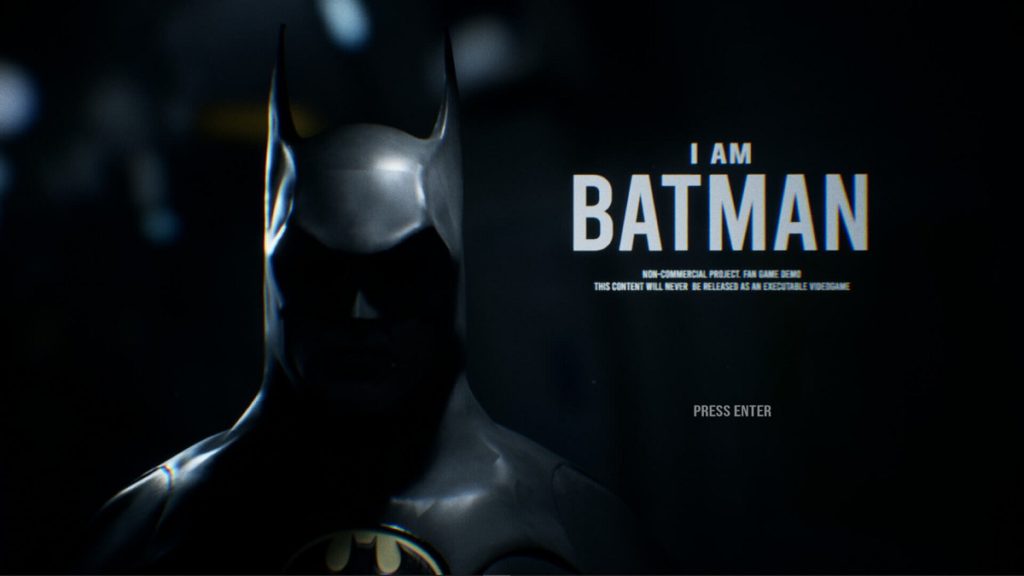 I AM
BATMAN
NON-COMMERCIAL PROJECT. FAN GAME DEMO
THIS CONTENT WILL NEVER BE RELEASED AS AN EXECUTABLE VIDEOGAME
PRESS ENTER